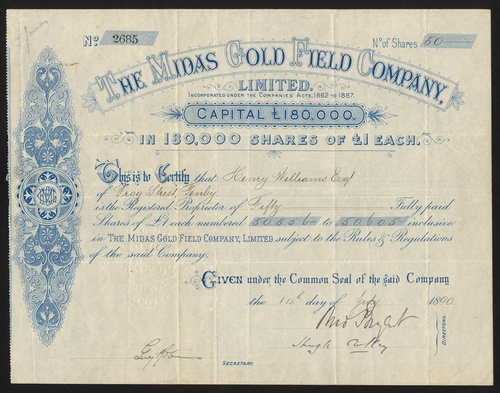 No. 2685
No. of Shares 50
THE MIDAS GOLD FIELD COMPANY,
LIMITED.
INCORPORATED UNDER THE COMPANIES' ACTS, 1862 TO 1887.
CAPITAL £180,000.
IN 180,000 SHARES OF £1 EACH.
This is to Certify that Henry Williams Esqr
of Frog Street, Tenby
is the Registered Proprietor of Fifty Fully paid
Shares of £1 each numbered 50556 to 50605 inclusive
in THE MIDAS GOLD FIELD COMPANY, LIMITED subject to the Rules & Regulations
of the said Company.
GIVEN under the Common Seal of the said Company
the 14th day of July 1890
DIRECTORS.
SECRETARY.